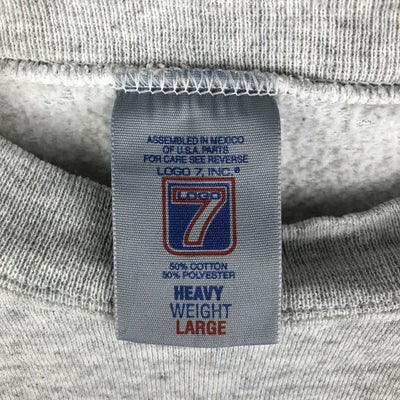 ASSEMBLED IN MEXICO
OF U.S.A. PARTS
FOR CARE SEE REVERSE
LOGO 7, INC.®
LOGO
7
50% COTTON
50% POLYESTER
HEAVY
WEIGHT
LARGE